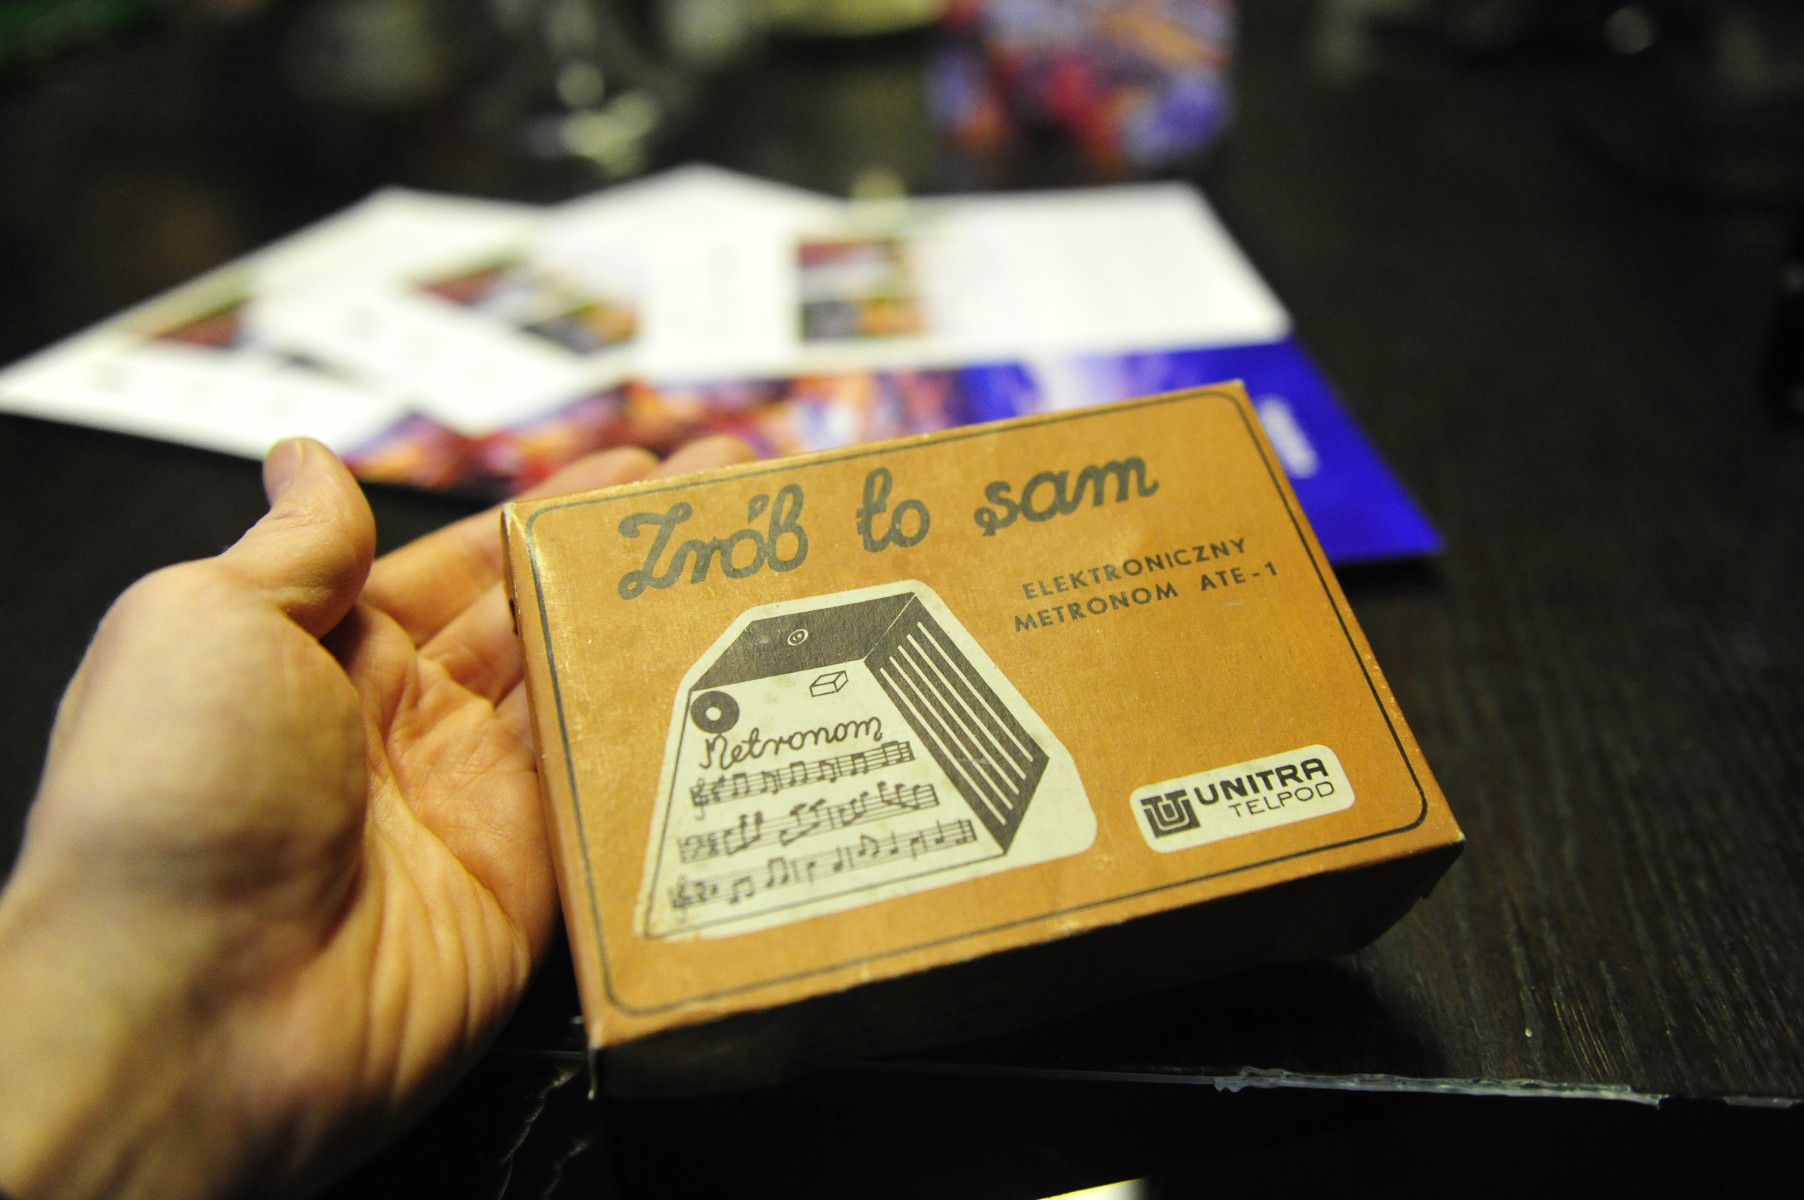 Zrób to sam
ELEKTRONICZNY
METRONOM ATE-1
Metronom
UNITRA
TELPOD